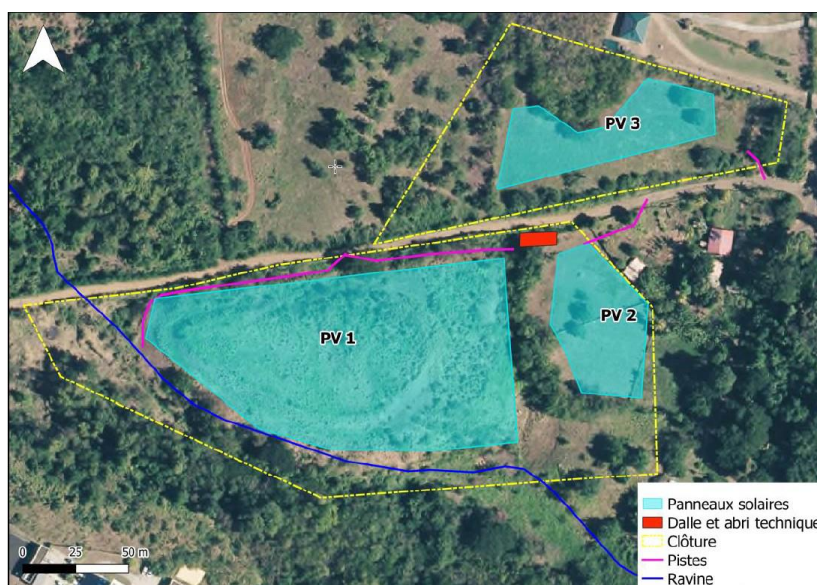 PV 3
PV 2
PV 1
Panneaux solaires
Dalle et abri technique
Clôture
Pistes
Ravine
0 25 50 m